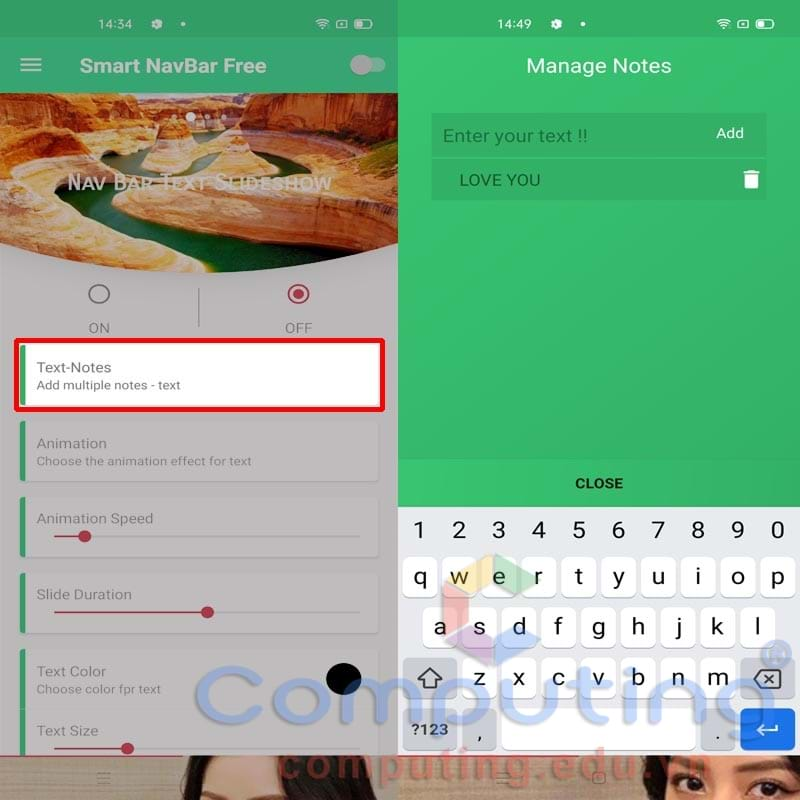 14:34
Smart NavBar Free
NAV BAR TEXT SLIDESHOW
ON
OFF
Text-Notes
Add multiple notes - text
Animation
Choose the animation effect for text
Animation Speed
Slide Duration
Text Color
Choose color fpr text
Text Size
14:49
Manage Notes
Enter your text !! Add
LOVE YOU
CLOSE
1 2 3 4 5 6 7 8 9 0
q w e r t y u i o p
a s d f g h j k l
z x c v b n m
?123 , .
Computing®
computing.edu.vn